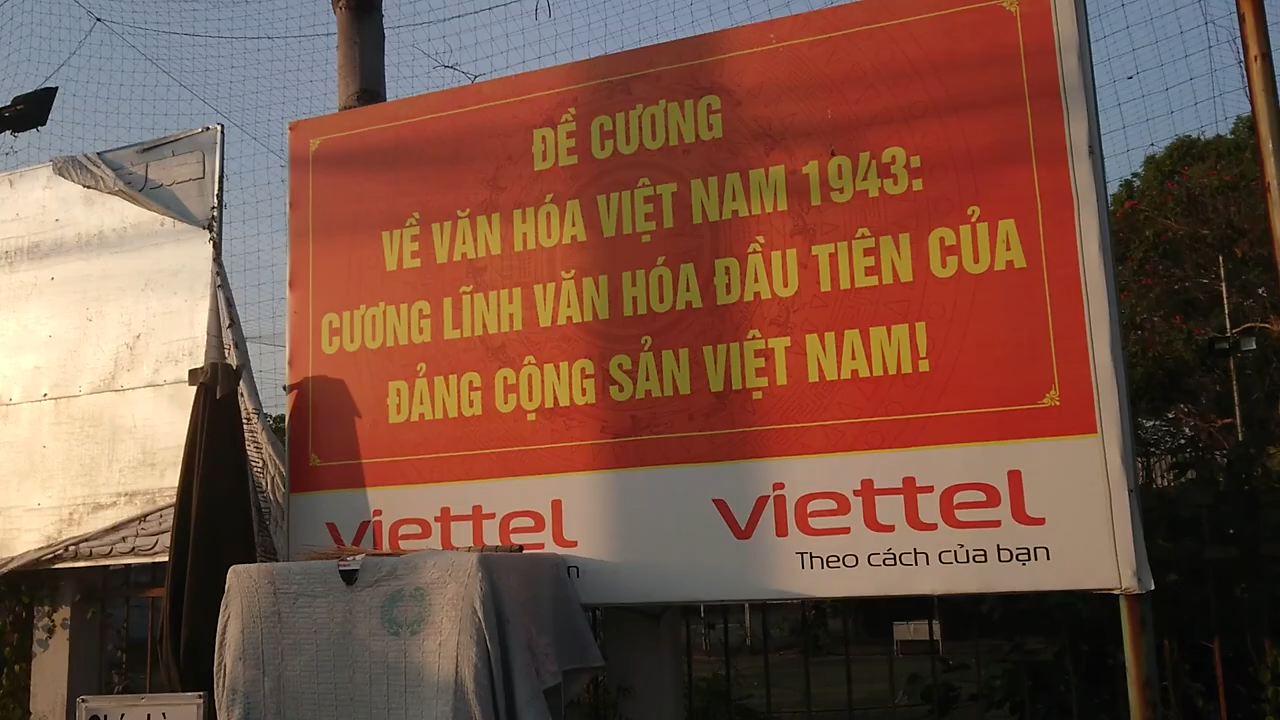 ĐỀ CƯƠNG
VỀ VĂN HÓA VIỆT NAM 1943:
CƯƠNG LĨNH VĂN HÓA ĐẦU TIÊN CỦA
ĐẢNG CỘNG SẢN VIỆT NAM!
viettel
viettel
Theo cách của bạn